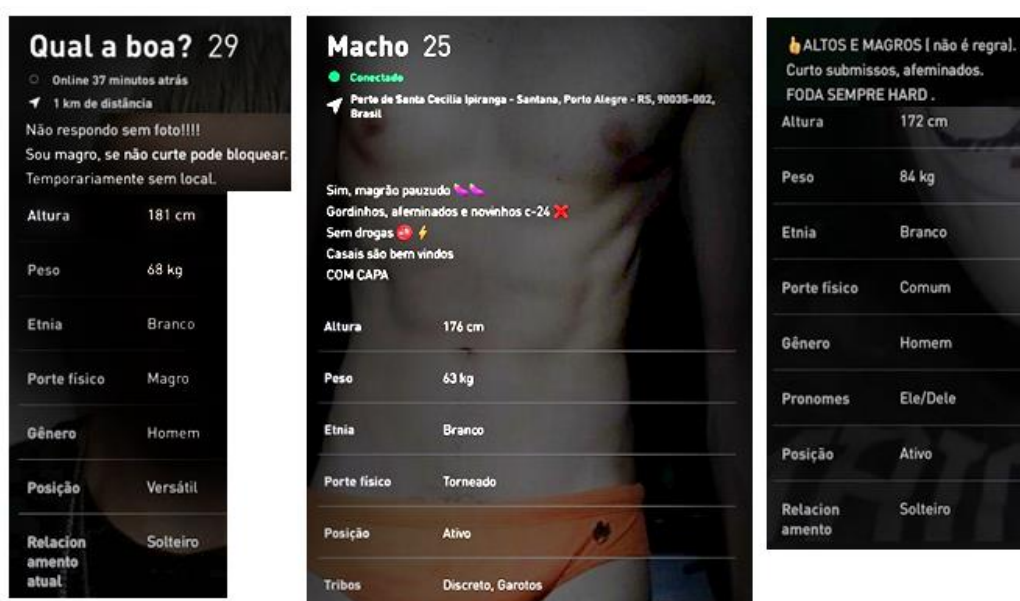 Qual a boa? 29
Online 37 minutos atrás
1 km de distância
Não respondo sem foto!!!!
Sou magro, se não curte pode bloquear.
Temporariamente sem local.
Altura 181 cm
Peso 68 kg
Etnia Branco
Porte físico Magro
Gênero Homem
Posição Versátil
Relacion
amento
atual Solteiro
Macho 25
Conectado
Perto de Santa Cecília Ipiranga - Santana, Porto Alegre - RS, 90035-002,
Brasil
Sim, magrão pauzudo 🍆🍆
Gordinhos, afeminados e novinhos c-24 ❌
Sem drogas
Casais são bem vindos
COM CAPA
Altura 176 cm
Peso 63 kg
Etnia Branco
Porte físico Torneado
Posição Ativo
Tribos Discreto, Garotos
👆ALTOS E MAGROS ( não é regra).
Curto submissos, afeminados.
FODA SEMPRE HARD .
Altura 172 cm
Peso 84 kg
Etnia Branco
Porte físico Comum
Gênero Homem
Pronomes Ele/Dele
Posição Ativo
Relacion
amento Solteiro